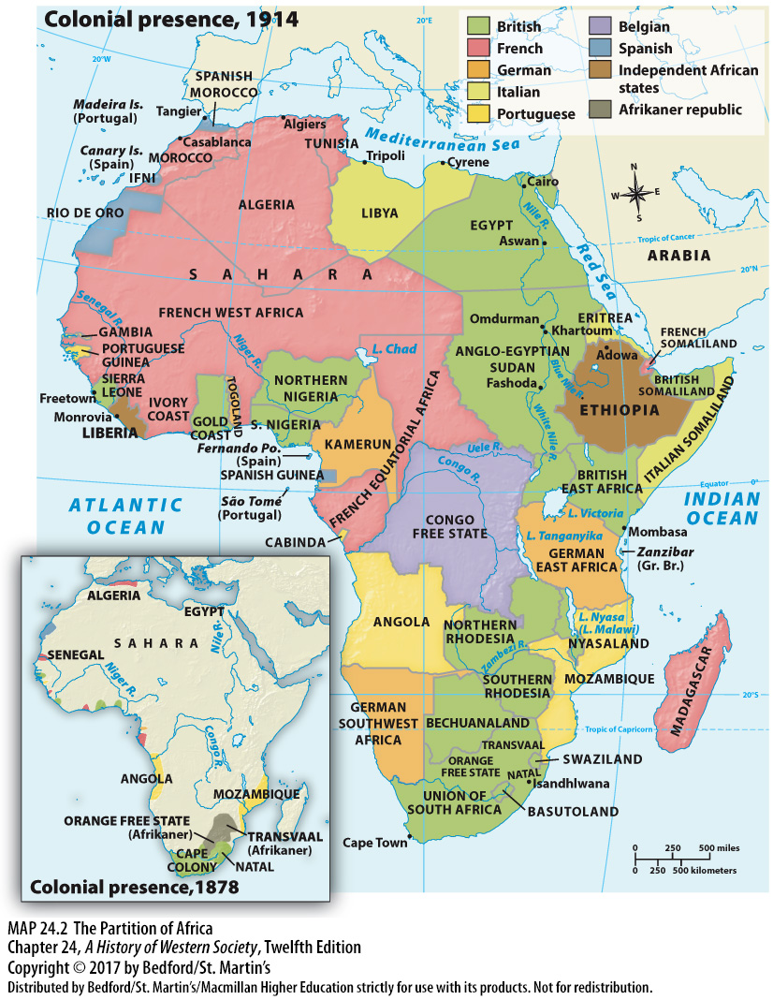 Colonial presence, 1914
20°W
0°
20°E
British
French
German
Italian
Portuguese
Belgian
Spanish
Independent African
states
Afrikaner republic
SPANISH
MOROCCO
Madeira Is.
(Portugal)
Tangier
Algiers
Casablanca
TUNISIA
Mediterranean Sea
Tripoli
Cyrene
Canary Is.
(Spain)
MOROCCO
IFNI
Cairo
RIO DE ORO
ALGERIA
LIBYA
EGYPT
Nile R.
Aswan
Red Sea
Tropic of Cancer
ARABIA
20°N
SAHARA
FRENCH WEST AFRICA
Senegal R.
GAMBIA
PORTUGUESE
GUINEA
Niger R.
L. Chad
Omdurman
Khartoum
ERITREA
FRENCH
SOMALILAND
Adowa
ANGLO-EGYPTIAN
SUDAN
Fashoda
Blue Nile R.
BRITISH
SOMALILAND
SIERRA
LEONE
Freetown
Monrovia
LIBERIA
IVORY
COAST
GOLD
COAST
TOGOLAND
NORTHERN
NIGERIA
S. NIGERIA
KAMERUN
FRENCH EQUATORIAL AFRICA
White Nile R.
ETHIOPIA
ITALIAN SOMALILAND
Fernando Po.
(Spain)
SPANISH GUINEA
São Tomé
(Portugal)
CABINDA
Uele R.
Congo R.
CONGO
FREE STATE
BRITISH
EAST AFRICA
Equator
0°
ATLANTIC
OCEAN
INDIAN
OCEAN
L. Victoria
L. Tanganyika
Mombasa
GERMAN
EAST AFRICA
Zanzibar
(Gr. Br.)
ANGOLA
NORTHERN
RHODESIA
L. Nyasa
(L. Malawi)
NYASALAND
Zambezi R.
MOZAMBIQUE
SOUTHERN
RHODESIA
MADAGASCAR
20°S
GERMAN
SOUTHWEST
AFRICA
BECHUANALAND
Tropic of Capricorn
TRANSVAAL
SWAZILAND
ORANGE
FREE STATE
NATAL
Isandhlwana
UNION OF
SOUTH AFRICA
BASUTOLAND
Cape Town
N
W
E
S
0 250 500 miles
0 250 500 kilometers
ALGERIA
EGYPT
SAHARA
Nile R.
SENEGAL
Niger R.
Congo R.
ANGOLA
MOZAMBIQUE
ORANGE FREE STATE
(Afrikaner)
TRANSVAAL
(Afrikaner)
CAPE
COLONY
NATAL
Colonial presence,1878
MAP 24.2 The Partition of Africa
Chapter 24, A History of Western Society, Twelfth Edition
Copyright © 2017 by Bedford/St. Martin's
Distributed by Bedford/St. Martin's/Macmillan Higher Education strictly for use with its products. Not for redistribution.